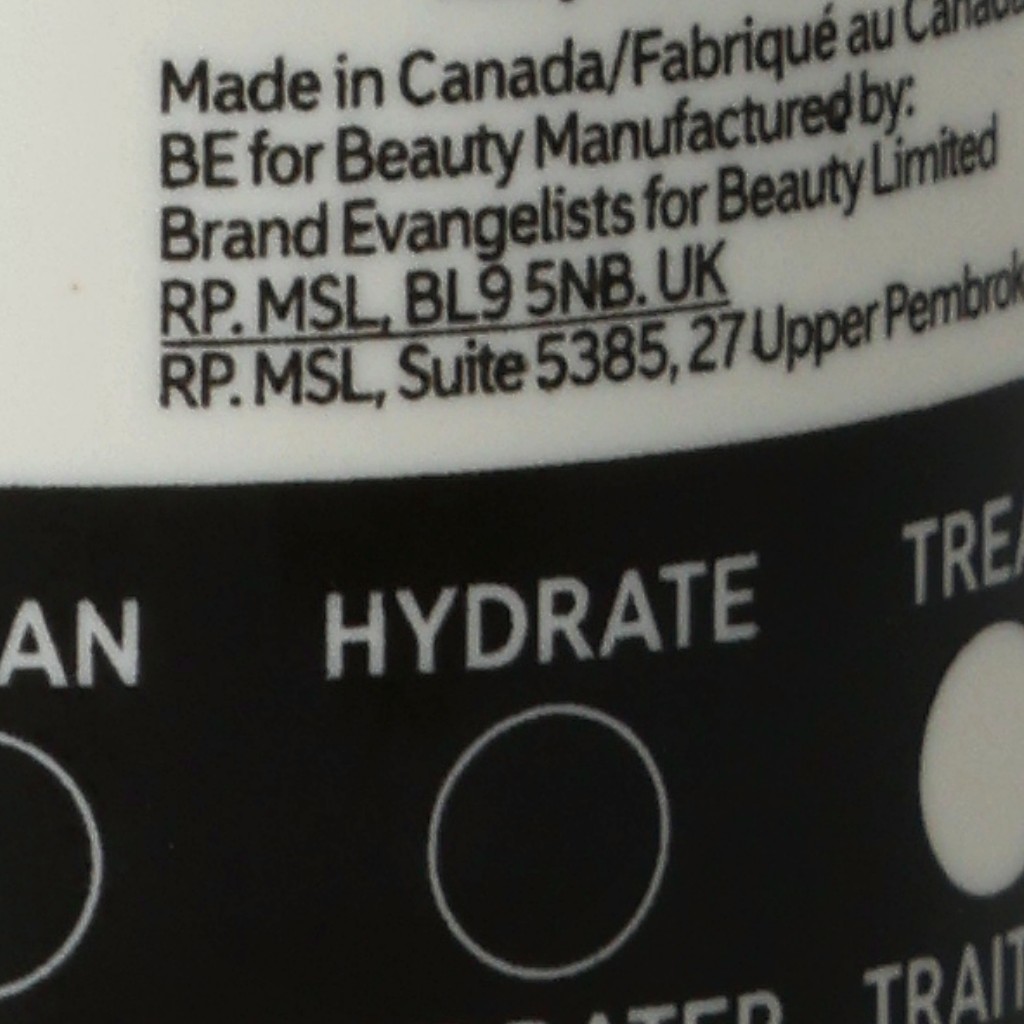 Made in Canada/Fabriqué au Canada
BE for Beauty Manufactured by:
Brand Evangelists for Beauty Limited
RP. MSL, BL9 5NB. UK
RP. MSL, Suite 5385, 27 Upper Pembrok
AN
HYDRATE
TREA
TRAIT